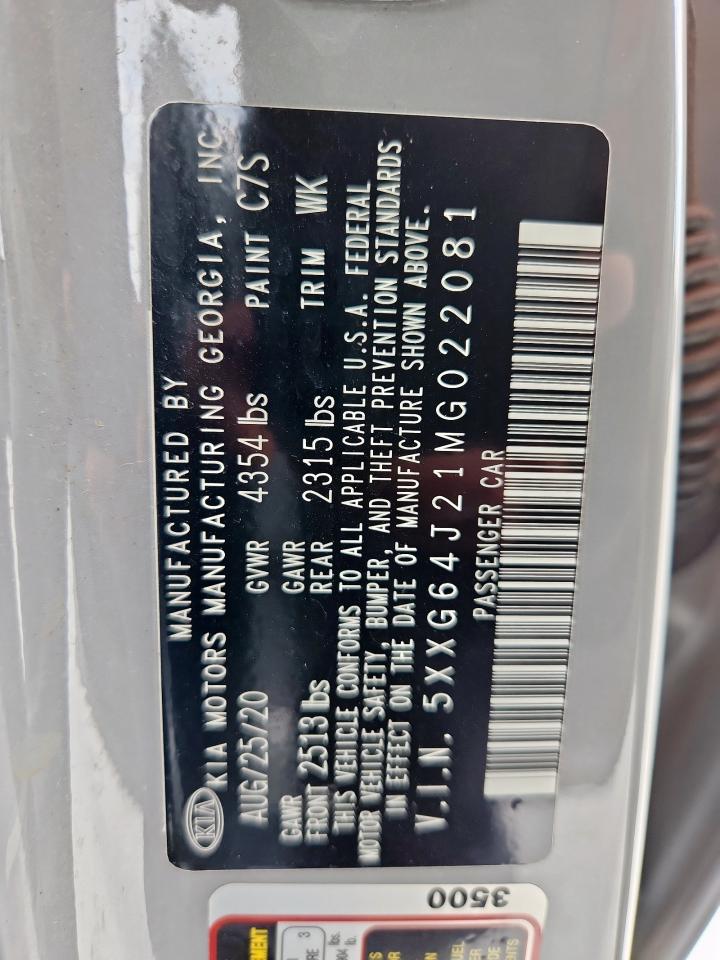 MANUFACTURED BY
KIA KIA MOTORS MANUFACTURING GEORGIA, INC.
AUG/25/20 GVWR 4354 lbs PAINT C7S
GAWR FRONT 2513 lbs GAWR REAR 2315 lbs TRIM WK
THIS VEHICLE CONFORMS TO ALL APPLICABLE U.S.A. FEDERAL
MOTOR VEHICLE SAFETY, BUMPER, AND THEFT PREVENTION STANDARDS
IN EFFECT ON THE DATE OF MANUFACTURE SHOWN ABOVE.
V.I.N. 5XXG64J21MG022081
PASSENGER CAR
3500